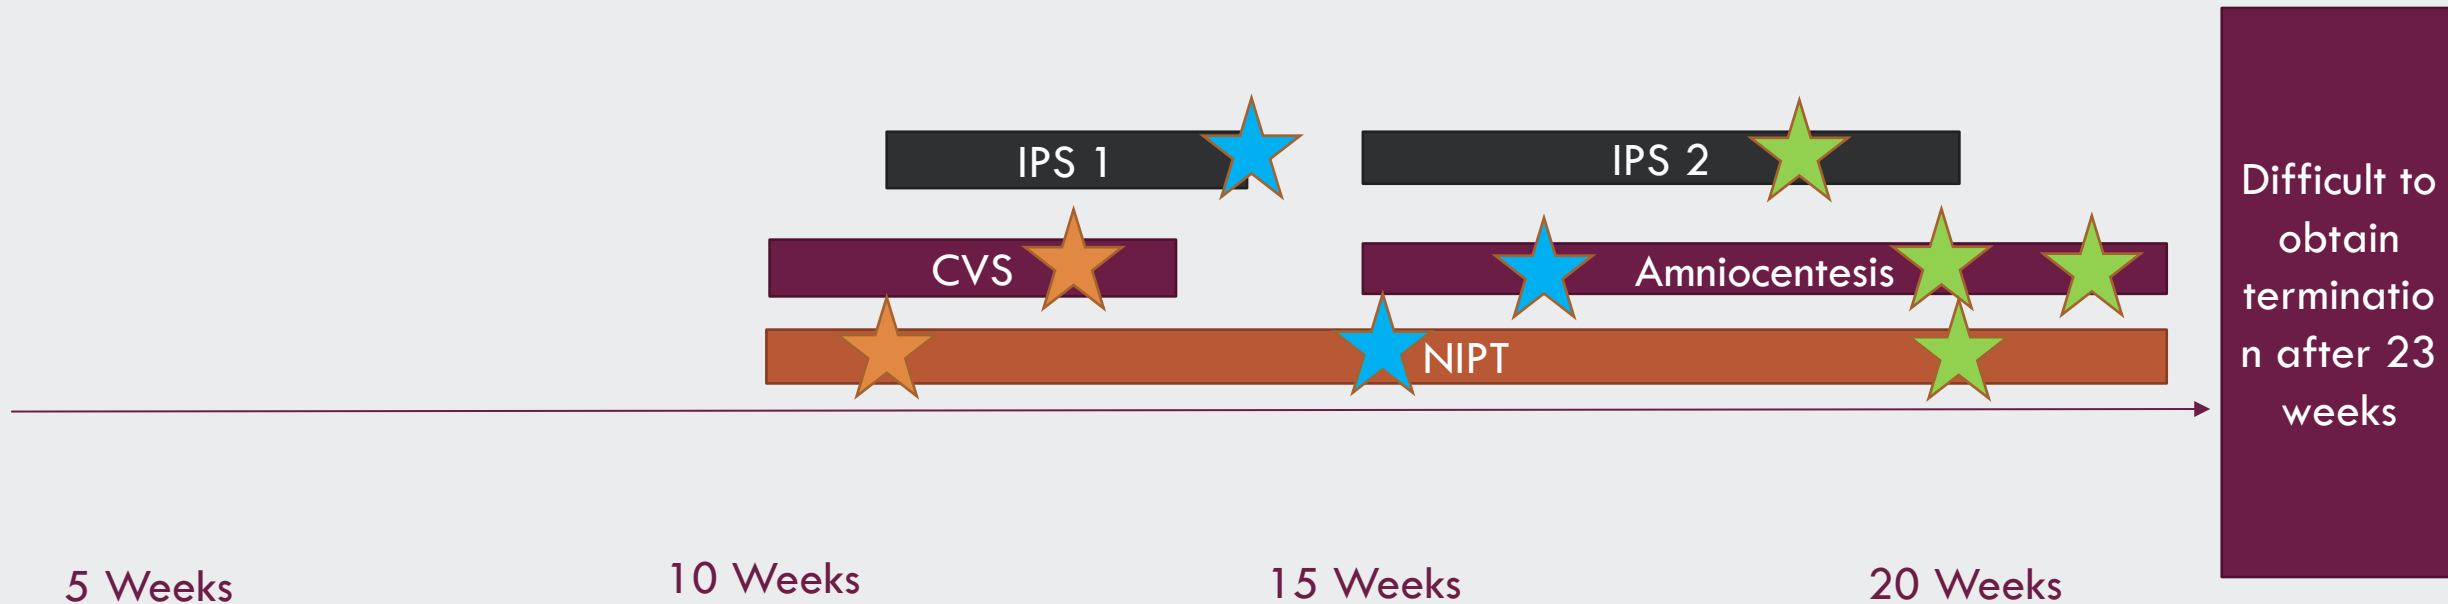 IPS 1
IPS 2
CVS
Amniocentesis
NIPT
Difficult to
obtain
terminatio
n after 23
weeks
5 Weeks
10 Weeks
15 Weeks
20 Weeks